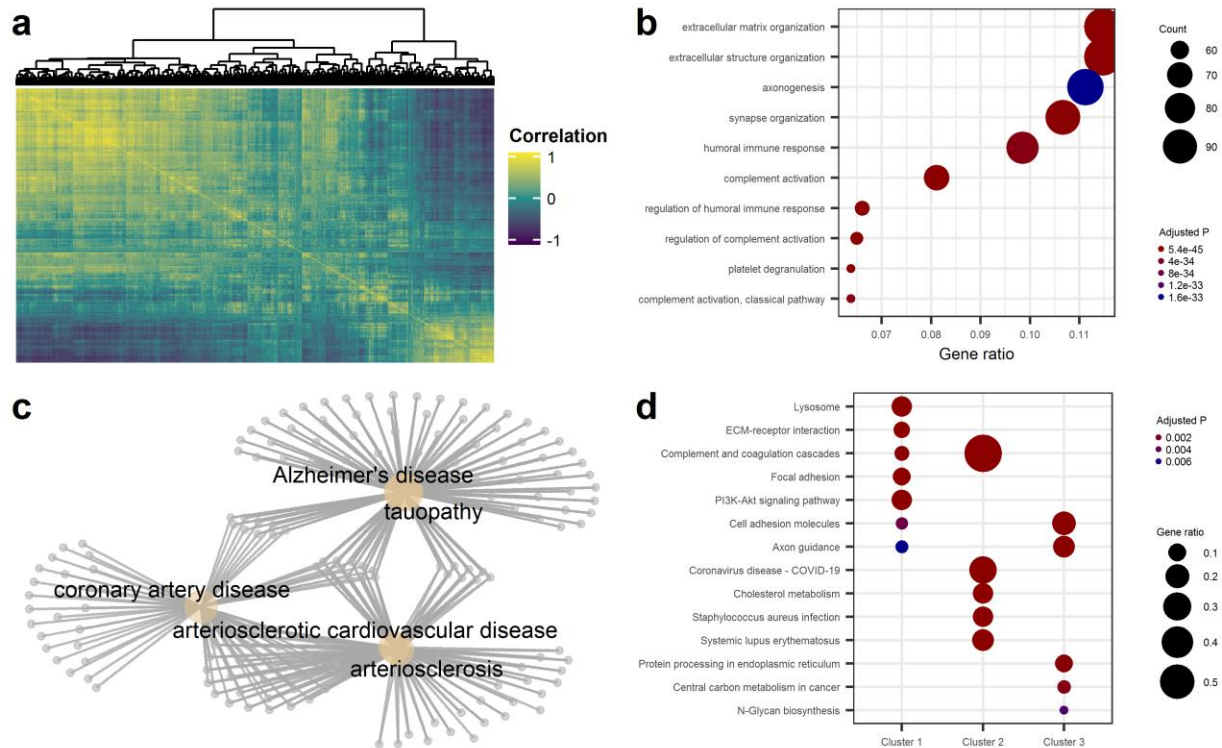 a
Correlation
1
0
-1
b
extracellular matrix organization
extracellular structure organization
axonogenesis
synapse organization
humoral immune response
complement activation
regulation of humoral immune response
regulation of complement activation
platelet degranulation
complement activation, classical pathway
0.07 0.08 0.09 0.10 0.11
Gene ratio
Count
60
70
80
90
Adjusted P
5.4e-45
4e-34
8e-34
1.2e-33
1.6e-33
c
Alzheimer's disease
tauopathy
coronary artery disease
arteriosclerotic cardiovascular disease
arteriosclerosis
d
Lysosome
ECM-receptor interaction
Complement and coagulation cascades
Focal adhesion
PI3K-Akt signaling pathway
Cell adhesion molecules
Axon guidance
Coronavirus disease - COVID-19
Cholesterol metabolism
Staphylococcus aureus infection
Systemic lupus erythematosus
Protein processing in endoplasmic reticulum
Central carbon metabolism in cancer
N-Glycan biosynthesis
Cluster 1 Cluster 2 Cluster 3
Adjusted P
0.002
0.004
0.006
Gene ratio
0.1
0.2
0.3
0.4
0.5